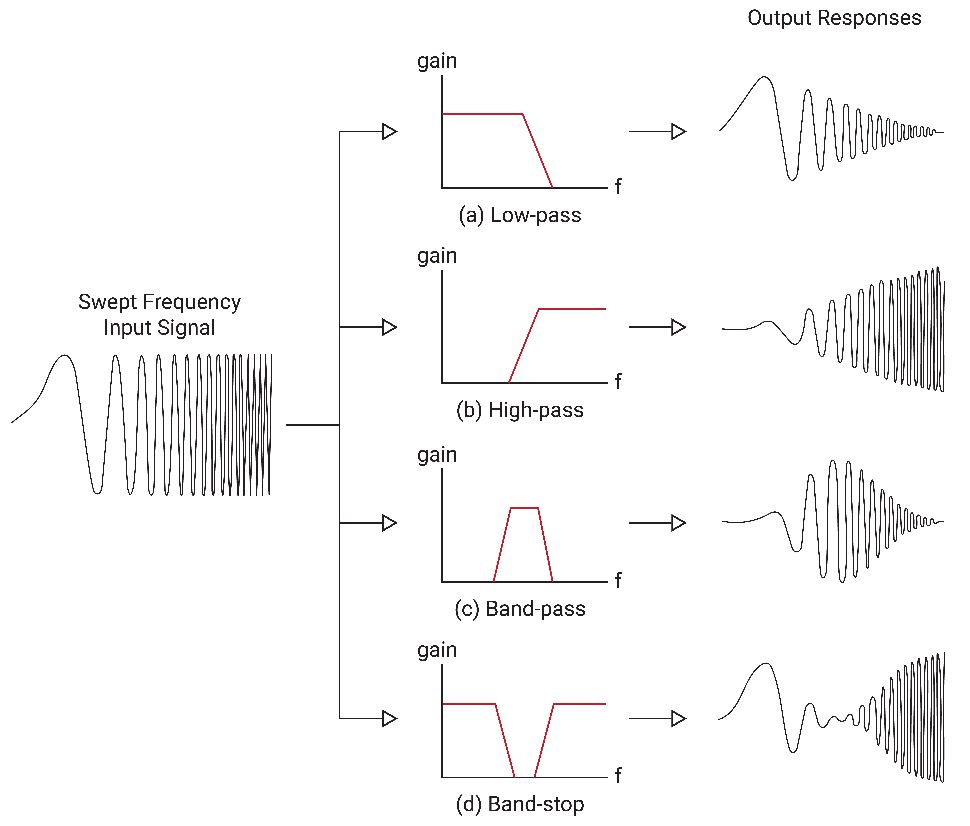 Output Responses
gain
f
(a) Low-pass
gain
f
(b) High-pass
Swept Frequency
Input Signal
gain
f
(c) Band-pass
gain
f
(d) Band-stop